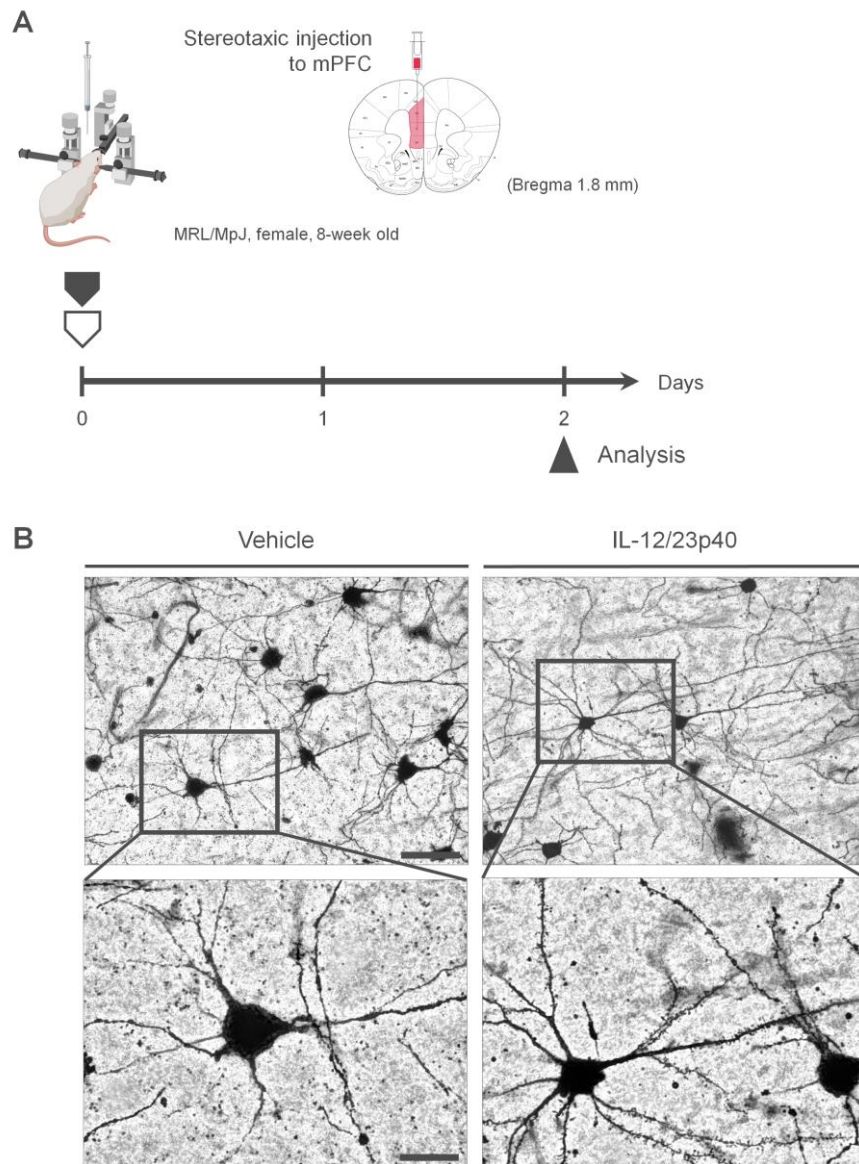 A
Stereotaxic injection
to mPFC
(Bregma 1.8 mm)
MRL/MpJ, female, 8-week old
Days
0 1 2
Analysis
B
Vehicle IL-12/23p40